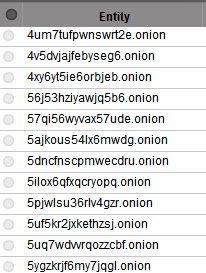 Entity
4um7tufpwnswrt2e.onion
4v5dvjajfebyseg6.onion
4xy6yt5ie6orbjeb.onion
56j53hziyawjq5b6.onion
57qi56wyvax57ude.onion
5ajkous54lx6mwdg.onion
5dncfnscpmwecdru.onion
5ilox6qfxqcryopq.onion
5pjwlsu36rlv4gzr.onion
5uf5kr2jxkethzsj.onion
5uq7wdvvrqozzcbf.onion
5ygzkrjf6my7jqgl.onion